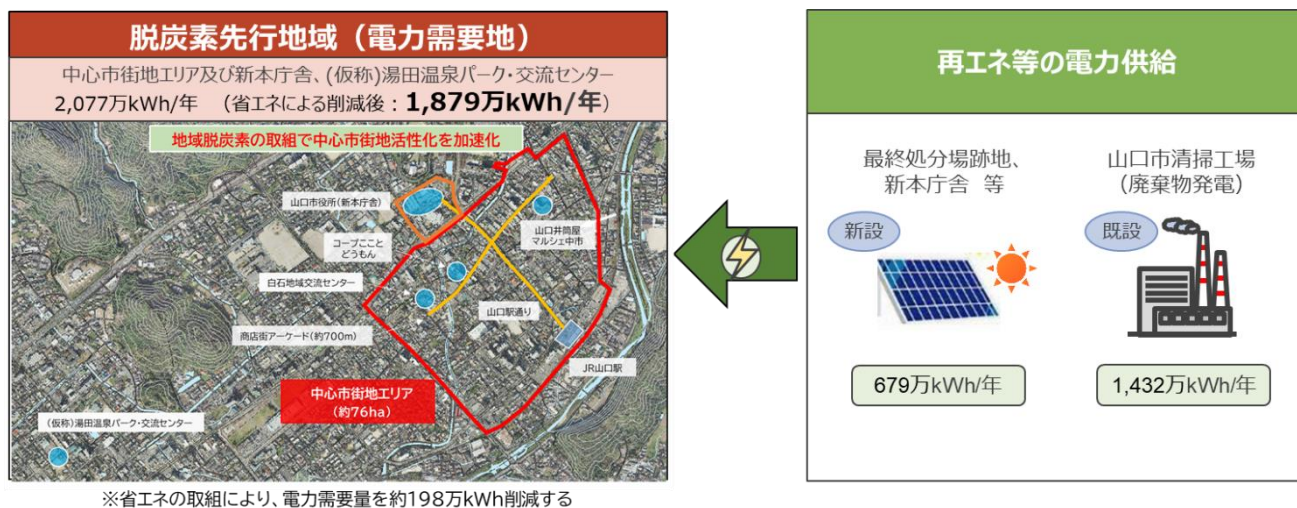 脱炭素先行地域（電力需要地）
中心市街地エリア及び新本庁舎、(仮称)湯田温泉パーク・交流センター
2,077万kWh/年　（省エネによる削減後：1,879万kWh/年）
地域脱炭素の取組で中心市街地活性化を加速化
山口市役所（新本庁舎）
山口井筒屋
マルシェ中市
コープここと
どうもん
白石地域交流センター
山口駅通り
商店街アーケード（約700m）
JR山口駅
中心市街地エリア
（約76ha）
(仮称)湯田温泉パーク・交流センター
※省エネの取組により、電力需要量を約198万kWh削減する
再エネ等の電力供給
最終処分場跡地、
新本庁舎 等
新設
679万kWh/年
山口市清掃工場
（廃棄物発電）
既設
1,432万kWh/年